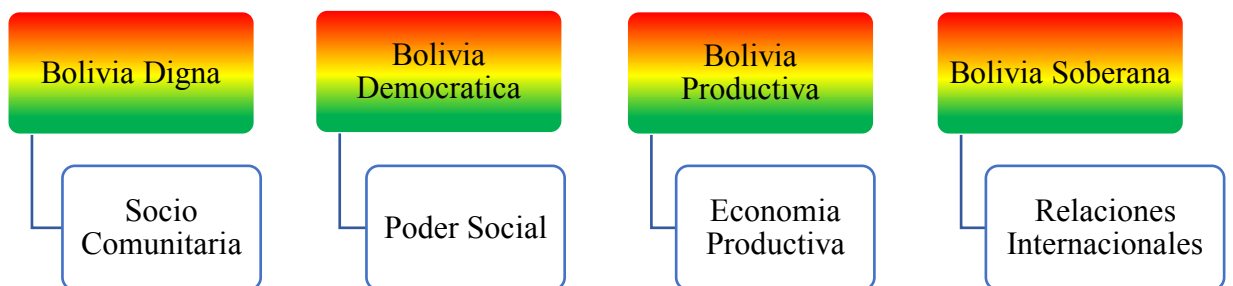 Bolivia Digna
Bolivia
Democratica
Bolivia
Productiva
Bolivia Soberana
Socio
Comunitaria
Poder Social
Economia
Productiva
Relaciones
Internacionales